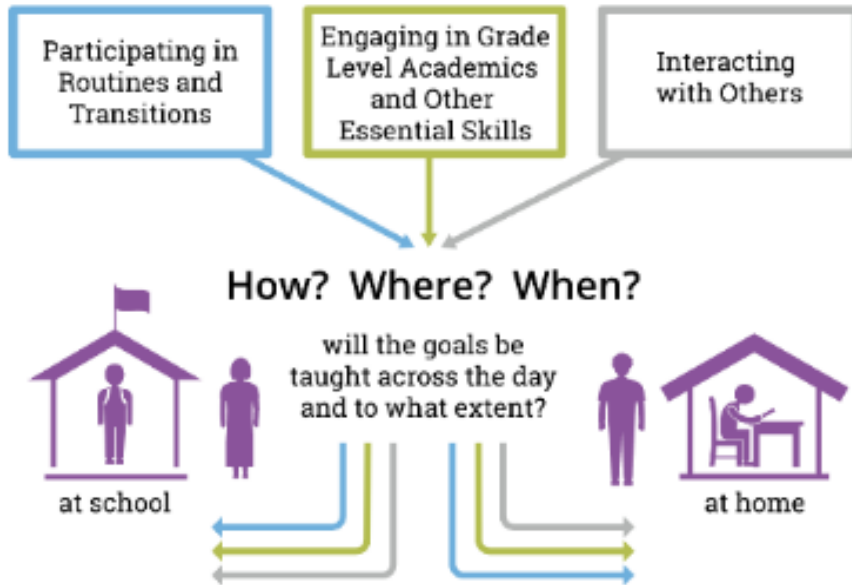 Participating in
Routines and
Transitions
Engaging in Grade
Level Academics
and Other
Essential Skills
Interacting
with Others
How? Where? When?
will the goals be
taught across the day
and to what extent?
at school
at home